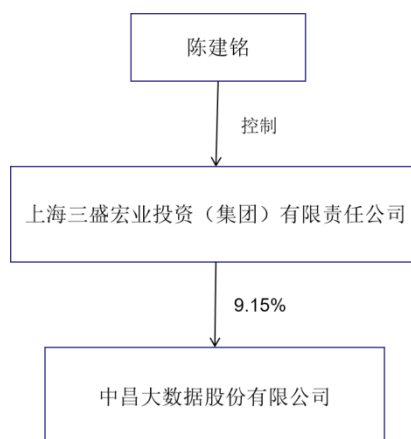 陈建铭
控制
上海三盛宏业投资（集团）有限责任公司
9.15%
中昌大数据股份有限公司